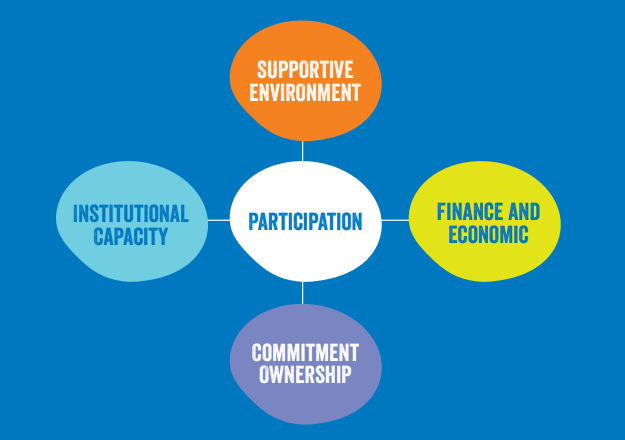 SUPPORTIVE
ENVIRONMENT
INSTITUTIONAL
CAPACITY
PARTICIPATION
FINANCE AND
ECONOMIC
COMMITMENT
OWNERSHIP